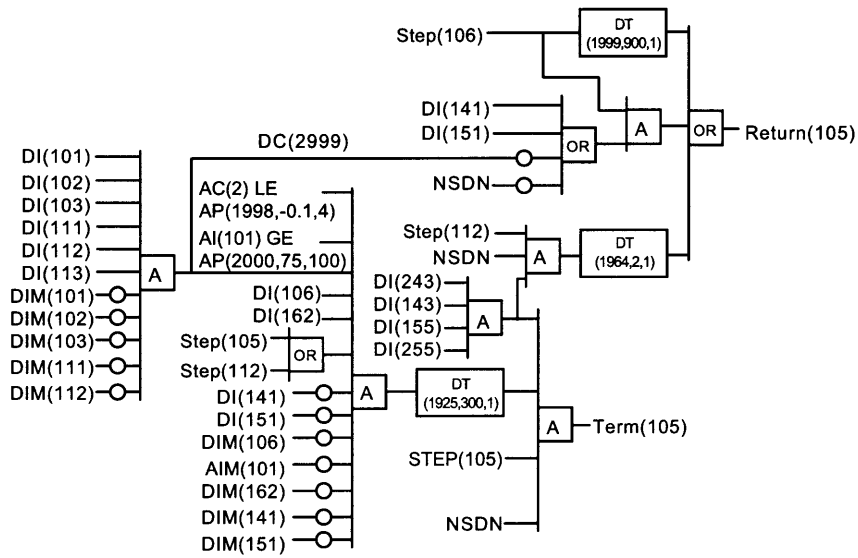 Step(106)
DT
(1999,900,1)
DI(141)
DI(151)
A
OR
Return(105)
DC(2999)
OR
NSDN
DI(101)
DI(102)
DI(103)
DI(111)
DI(112)
DI(113)
DIM(101)
DIM(102)
DIM(103)
DIM(111)
DIM(112)
A
AC(2) LE
AP(1998,-0.1,4)
AI(101) GE
AP(2000,75,100)
DI(106)
DI(162)
Step(105)
Step(112)
OR
DI(141)
DI(151)
DIM(106)
AIM(101)
DIM(162)
DIM(141)
DIM(151)
A
DT
(1925,300,1)
Step(112)
NSDN
A
DT
(1964,2,1)
DI(243)
DI(143)
DI(155)
DI(255)
A
STEP(105)
NSDN
A
Term(105)